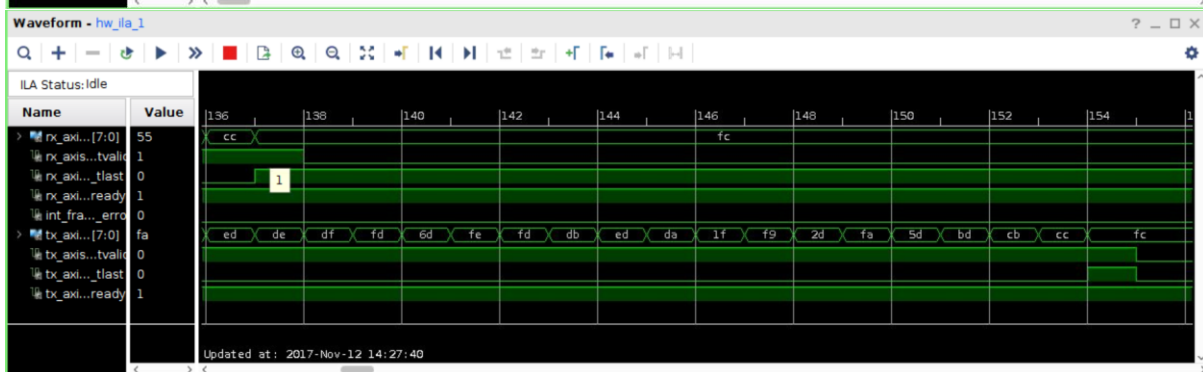 Waveform - hw_ila_1
? _ □ ×
ILA Status: Idle
Name Value 136 138 140 142 144 146 148 150 152 154 1
rx_axi...[7:0] 55 cc fc
rx_axis...tvalid 1
rx_axi..._tlast 0 1
rx_axi...ready 1
int_fra..._erro 0
tx_axi...[7:0] fa ed de df fd 6d fe fd db ed da 1f f9 2d fa 5d bd cb cc fc
tx_axis...tvalid 0
tx_axi..._tlast 0
tx_axi...ready 1
Updated at: 2017-Nov-12 14:27:40